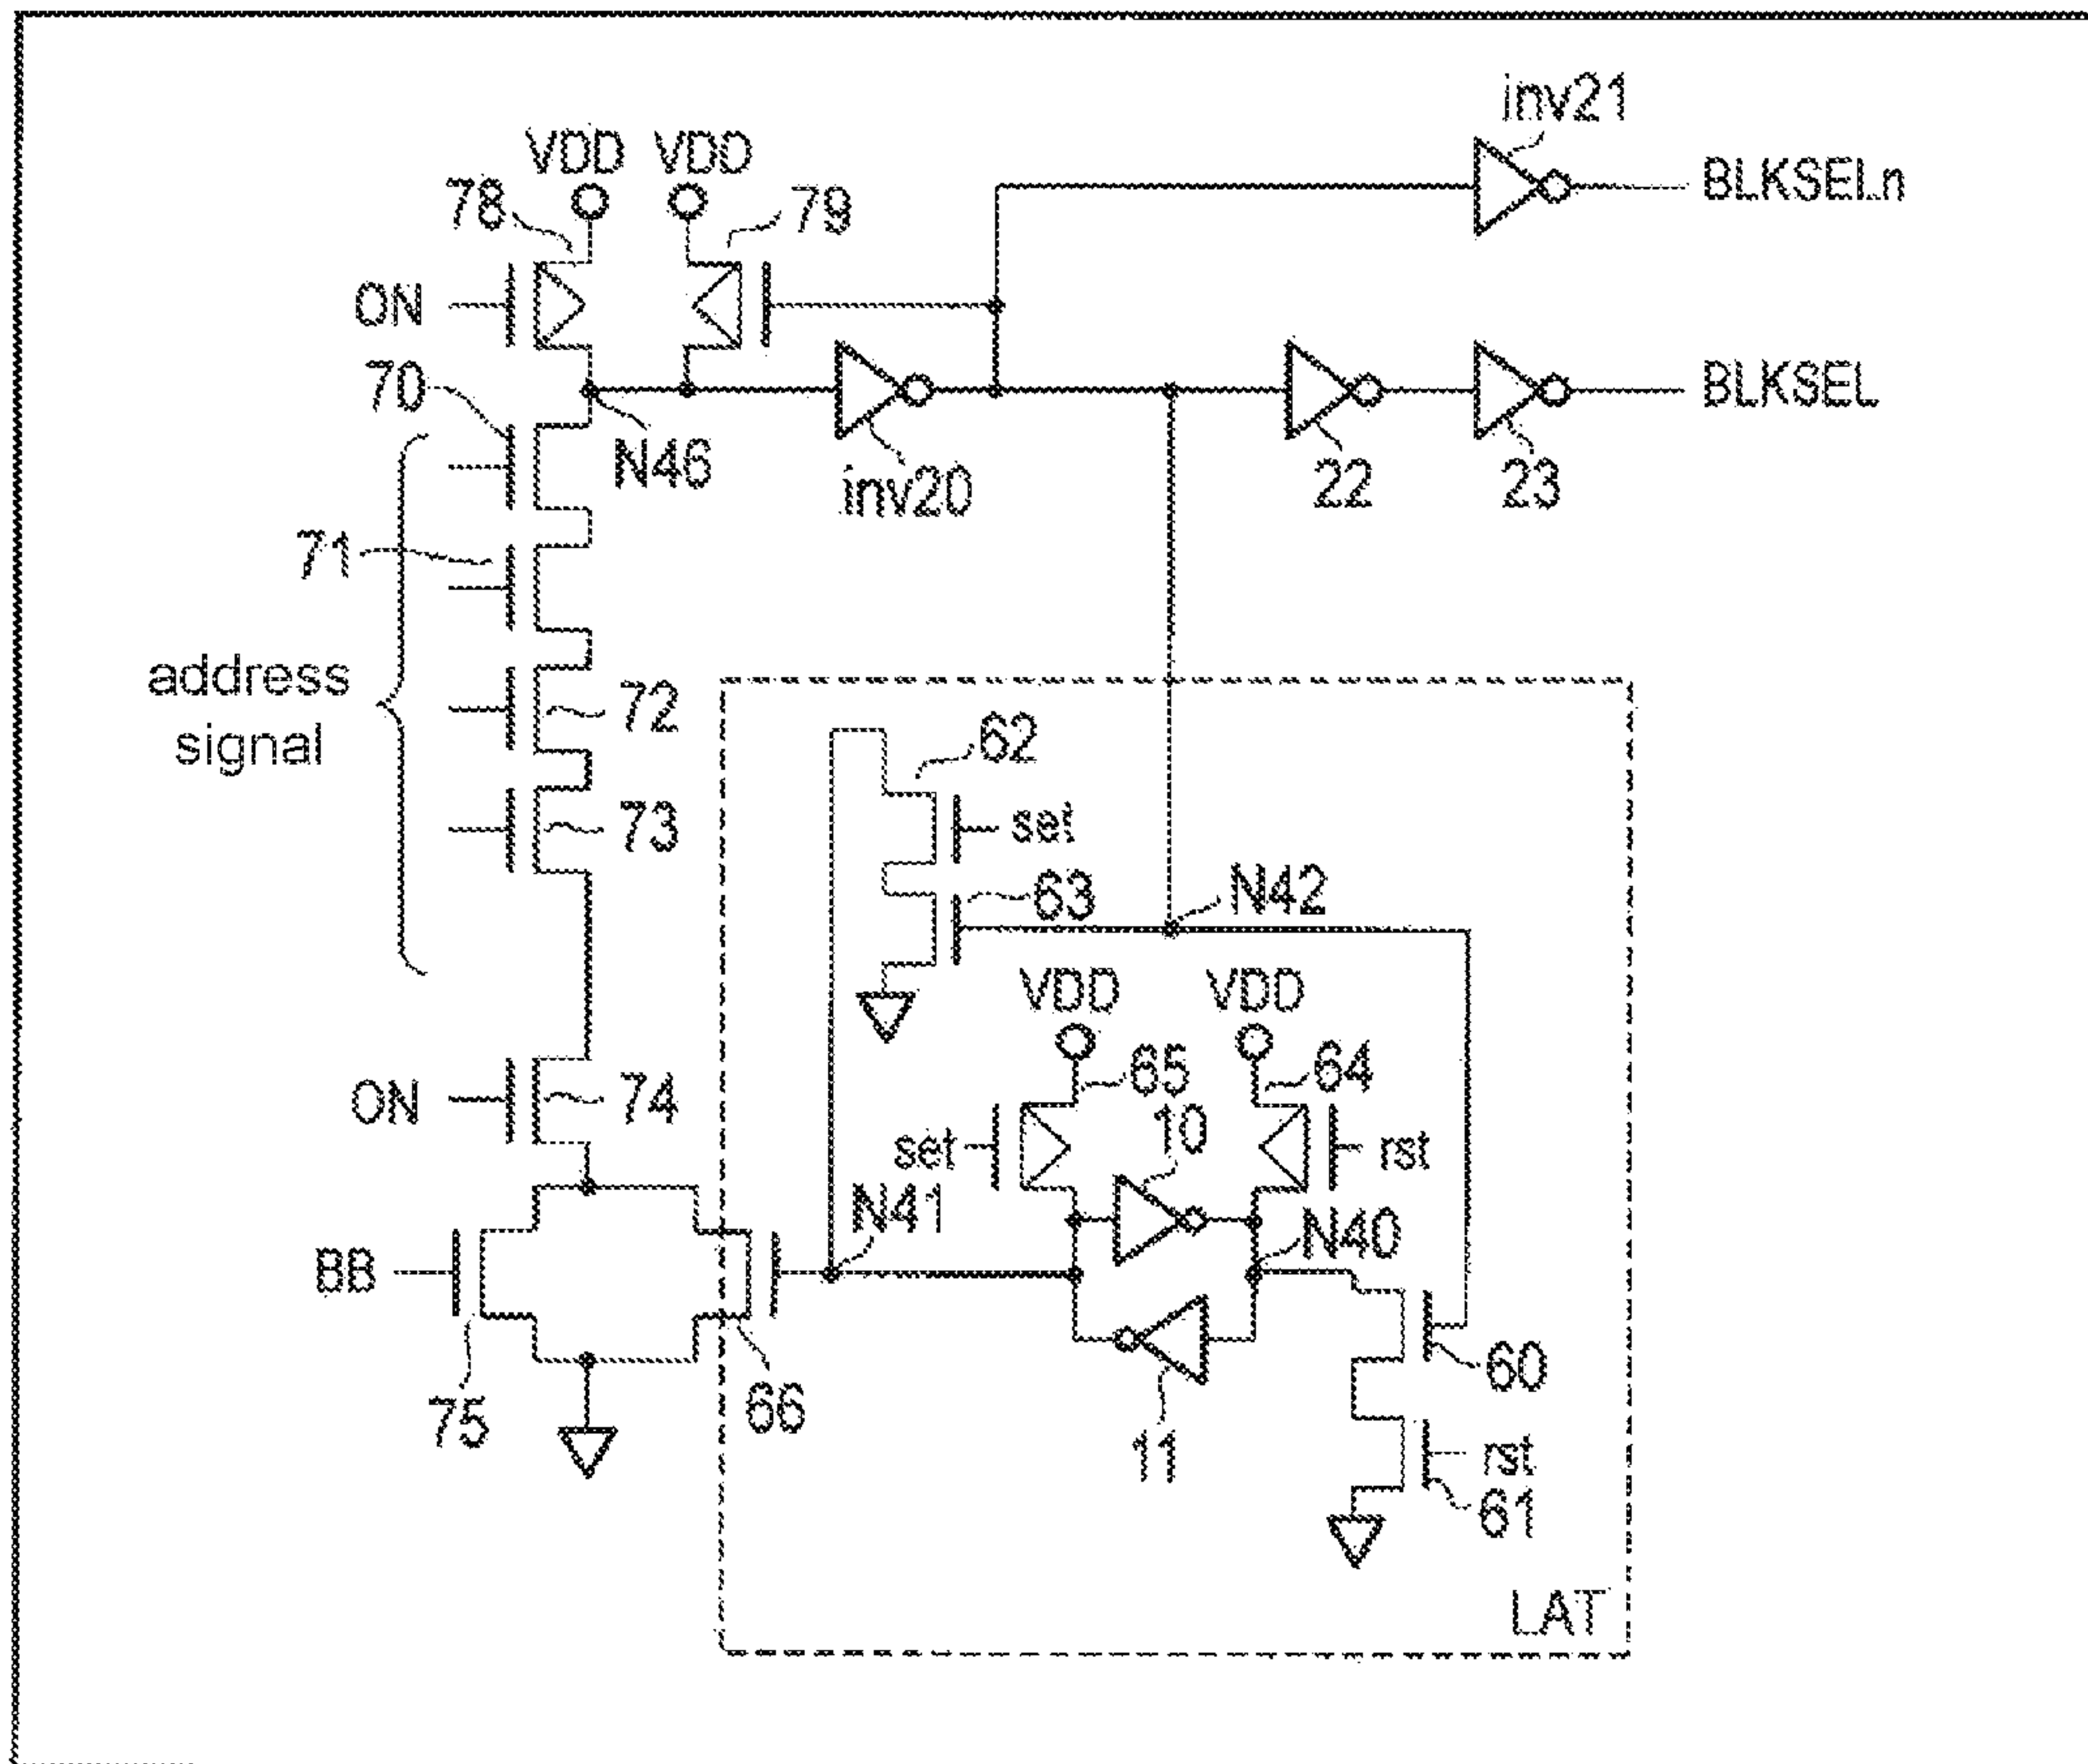 inv21
VDD VDD
BLKSELn
78
79
ON
70
BLKSEL
N46
inv20
22
23
71
address
signal
72
62
73
set
63
N42
VDD VDD
65
64
ON
74
10
set
rst
N41
N40
BB
60
75
66
11
rst
61
LAT